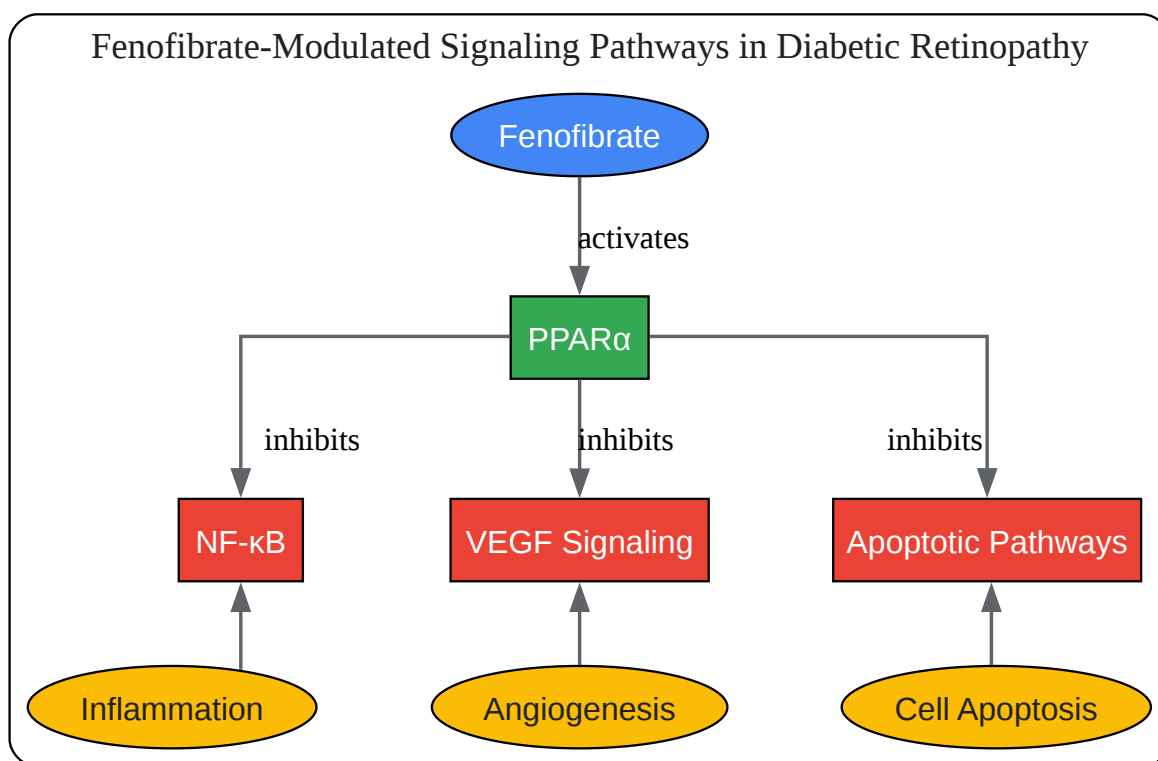 Fenofibrate-Modulated Signaling Pathways in Diabetic Retinopathy
Fenofibrate
activates
PPARα
inhibits
inhibits
inhibits
NF-κB
VEGF Signaling
Apoptotic Pathways
Inflammation
Angiogenesis
Cell Apoptosis